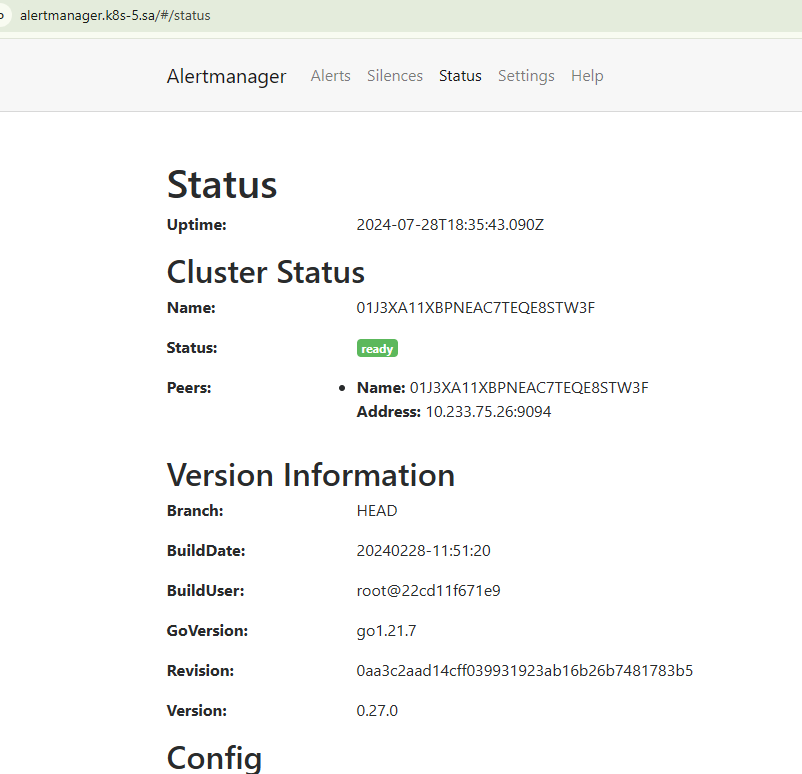 alertmanager.k8s-5.sa/#/status
Alertmanager Alerts Silences Status Settings Help
Status
Uptime: 2024-07-28T18:35:43.090Z
Cluster Status
Name: 01J3XA11XBPNEAC7TEQE8STW3F
Status: ready
Peers: • Name: 01J3XA11XBPNEAC7TEQE8STW3F
Address: 10.233.75.26:9094
Version Information
Branch: HEAD
BuildDate: 20240228-11:51:20
BuildUser: root@22cd11f671e9
GoVersion: go1.21.7
Revision: 0aa3c2aad14cff039931923ab16b26b7481783b5
Version: 0.27.0
Config